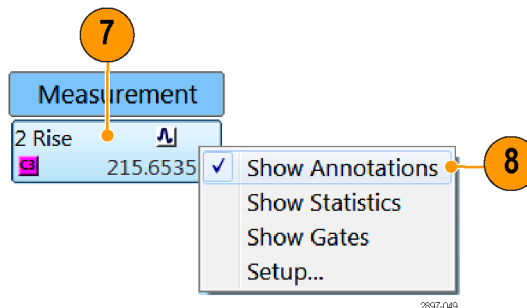 7
Measurement
2 Rise
C3 215.6535
Show Annotations
8
Show Statistics
Show Gates
Setup...
2897-049